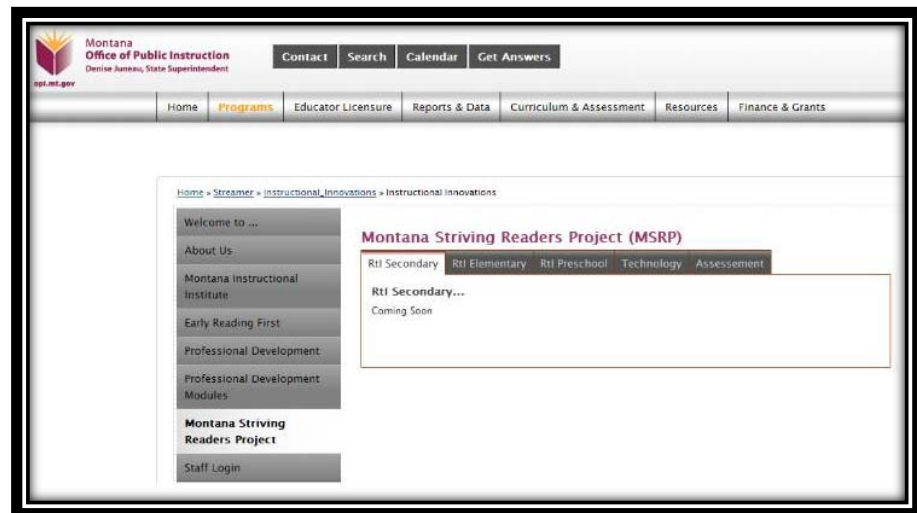 Montana
Office of Public Instruction
Denise Juneau, State Superintendent
opi.mt.gov
Contact Search Calendar Get Answers
Home Programs Educator Licensure Reports & Data Curriculum & Assessment Resources Finance & Grants
Home » Streamer » Instructional_Innovations » Instructional Innovations
Welcome to ...
About Us
Montana Instructional
Institute
Early Reading First
Professional Development
Professional Development
Modules
Montana Striving
Readers Project
Staff Login
Montana Striving Readers Project (MSRP)
RtI Secondary RtI Elementary RtI Preschool Technology Assessement
RtI Secondary...
Coming Soon